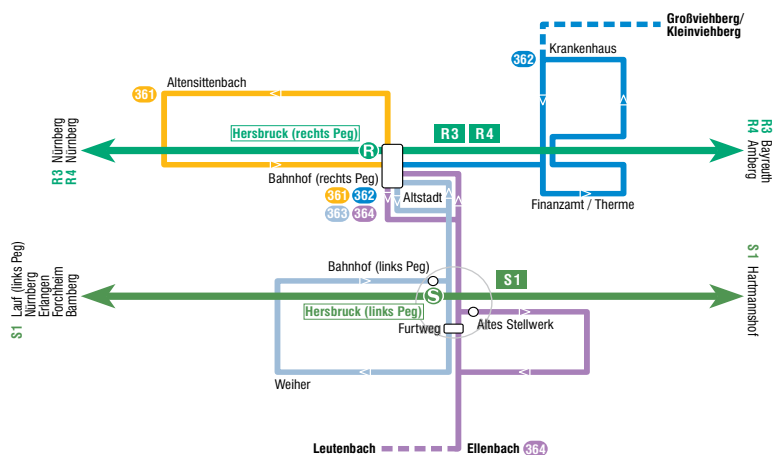 Großviehberg/
Kleinviehberg
Krankenhaus
362
Altensittenbach
361
Hersbruck (rechts Peg)
R
R3
R4
R3 Nürnberg
R4 Nürnberg
R3 Bayreuth
R4 Amberg
Bahnhof (rechts Peg)
361
362
363
364
Altstadt
Finanzamt / Therme
Bahnhof (links Peg)
S1
S
Hersbruck (links Peg)
S1 Lauf (links Peg)
Nürnberg
Erlangen
Forchheim
Bamberg
S1 Hartmannshof
Furtweg
Altes Stellwerk
Weiher
Leutenbach
Ellenbach
364